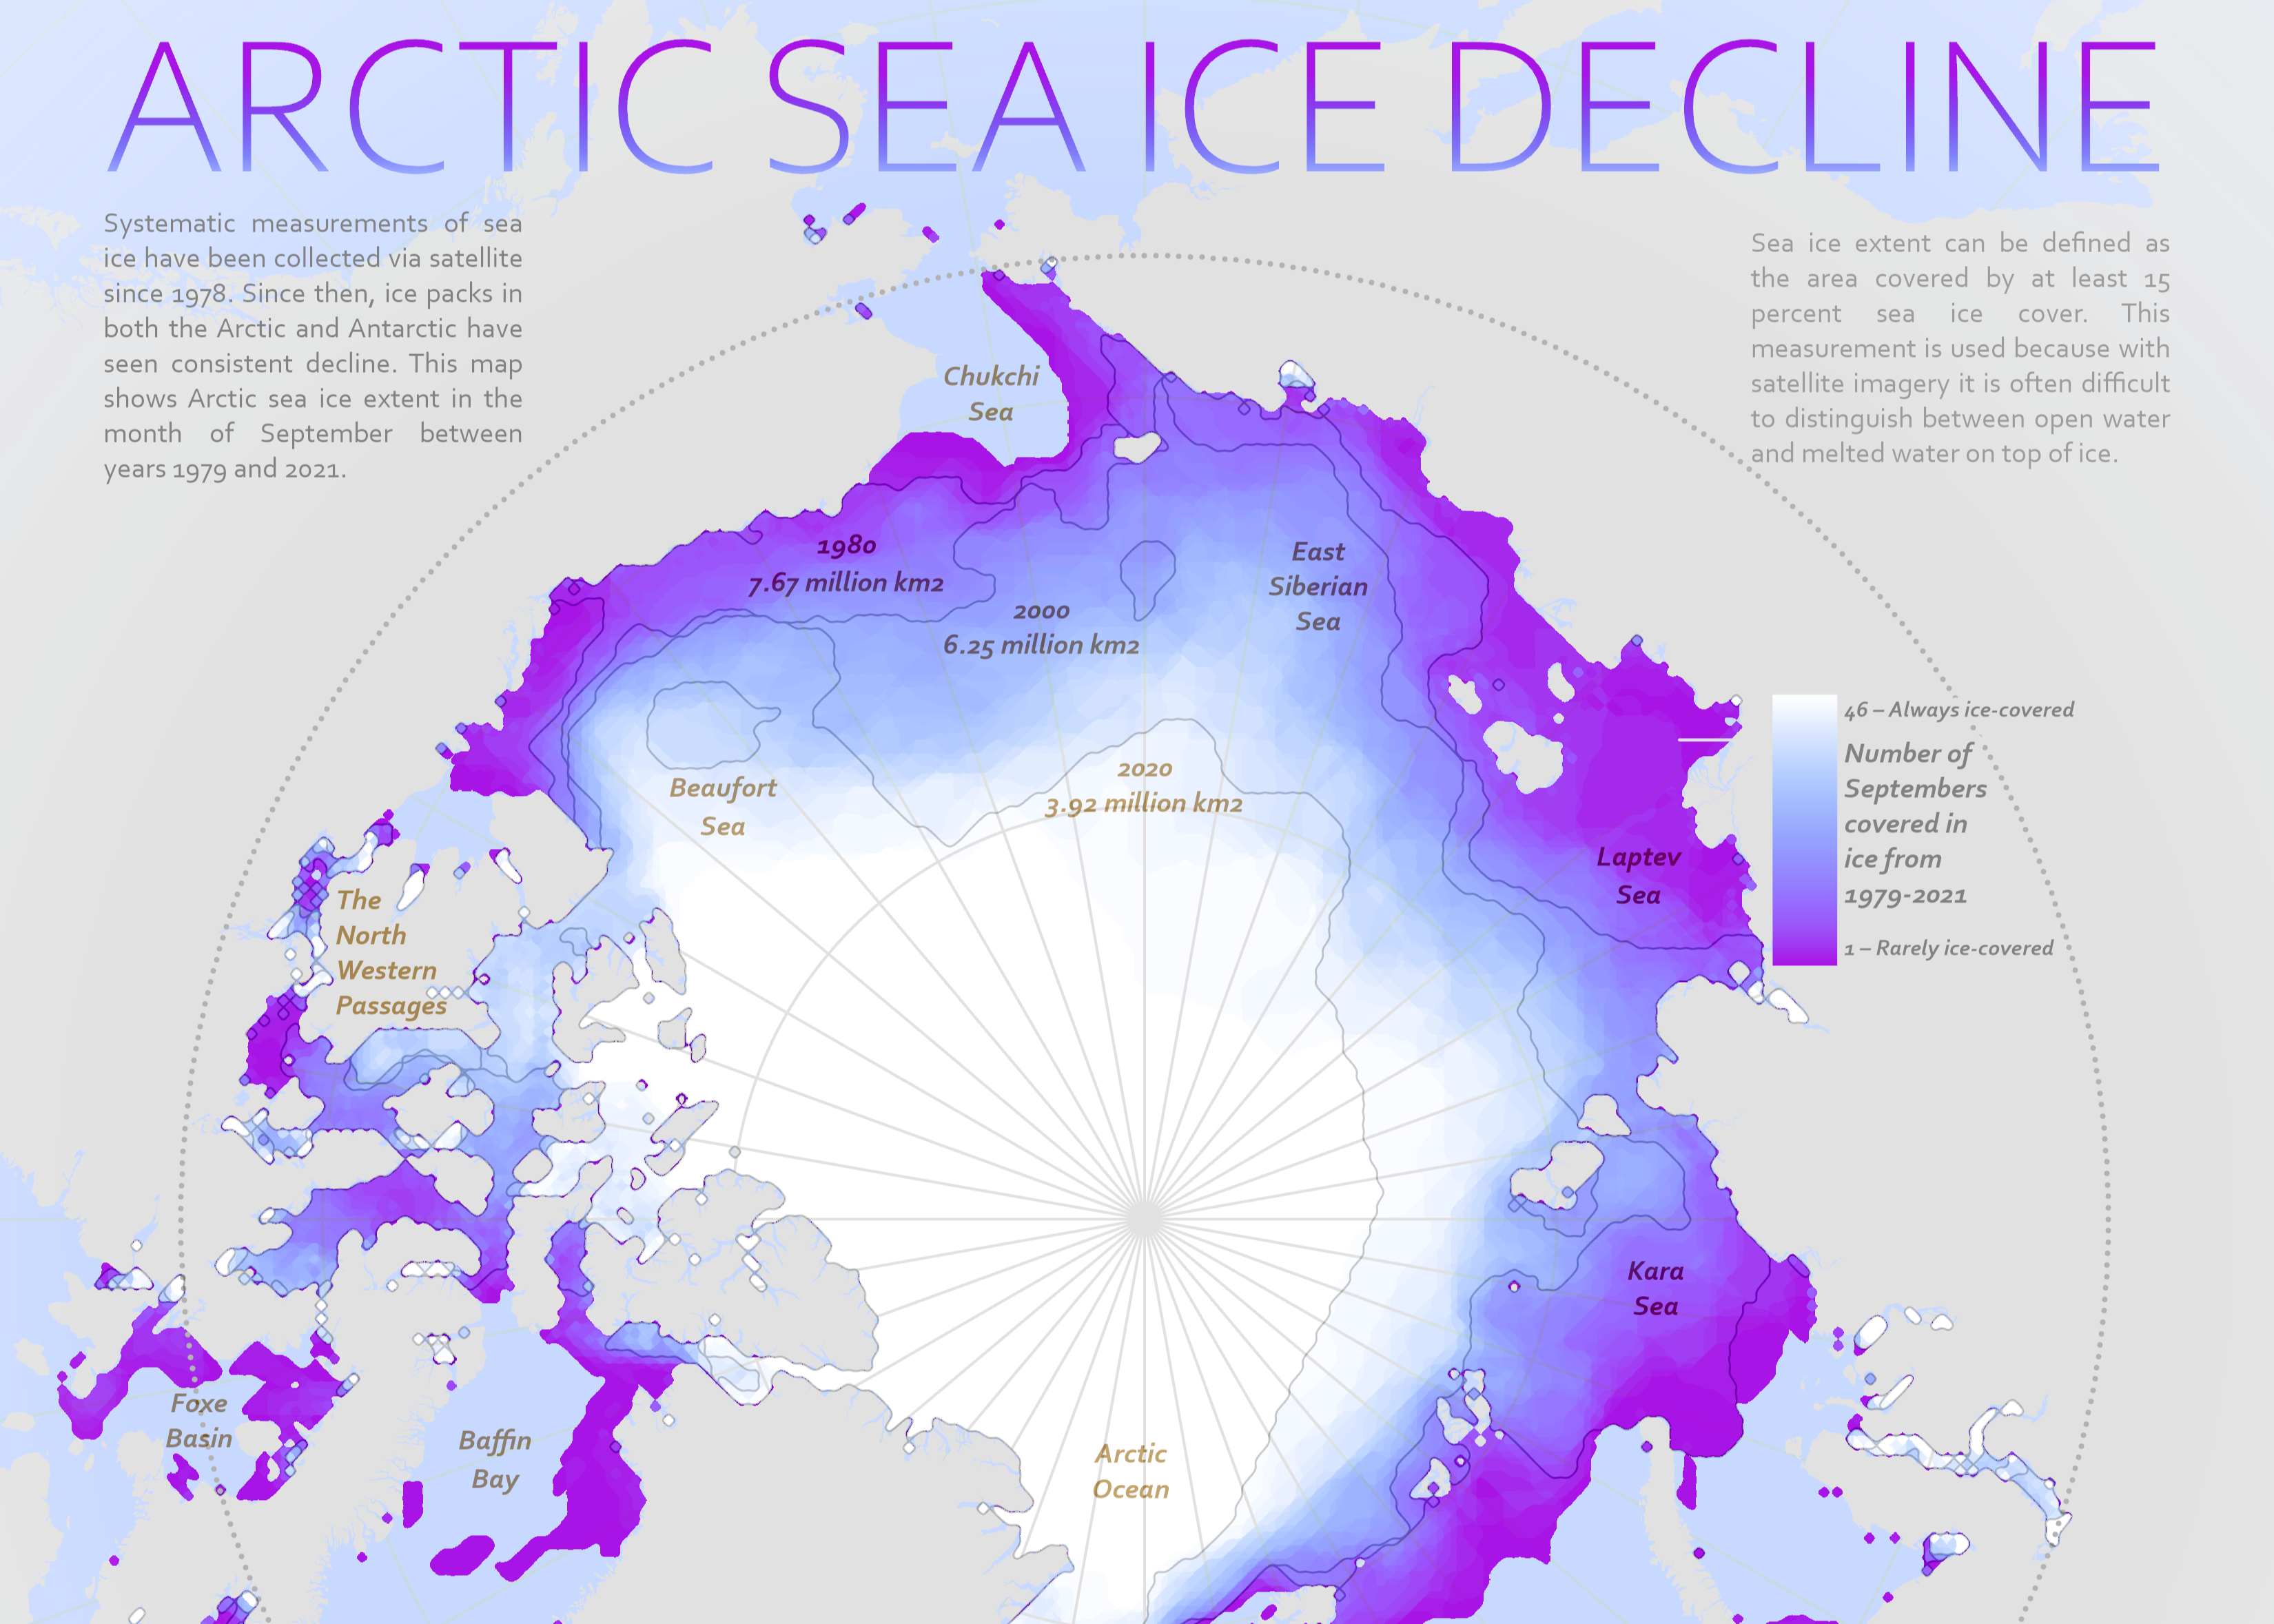 ARCTIC SEA ICE DECLINE
Systematic measurements of sea
ice have been collected via satellite
since 1978. Since then, ice packs in
both the Arctic and Antarctic have
seen consistent decline. This map
shows Arctic sea ice extent in the
month of September between
years 1979 and 2021.
Sea ice extent can be defined as
the area covered by at least 15
percent sea ice cover. This
measurement is used because with
satellite imagery it is often difficult
to distinguish between open water
and melted water on top of ice.
Chukchi
Sea
1980
7.67 million km2
2000
6.25 million km2
East
Siberian
Sea
2020
3.92 million km2
Beaufort
Sea
46 – Always ice-covered
Number of
Septembers
covered in
ice from
1979-2021
1 – Rarely ice-covered
Laptev
Sea
The
North
Western
Passages
Kara
Sea
Foxe
Basin
Baffin
Bay
Arctic
Ocean